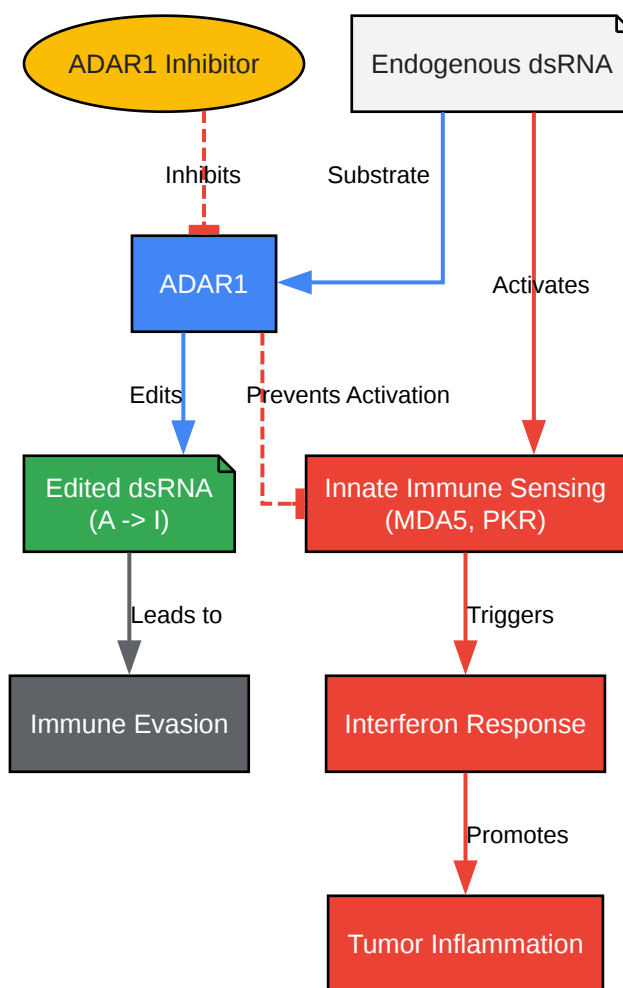 ADAR1 Inhibitor
Endogenous dsRNA
Inhibits
Substrate
ADAR1
Activates
Edits
Prevents Activation
Edited dsRNA
(A -> I)
Innate Immune Sensing
(MDA5, PKR)
Leads to
Triggers
Immune Evasion
Interferon Response
Promotes
Tumor Inflammation